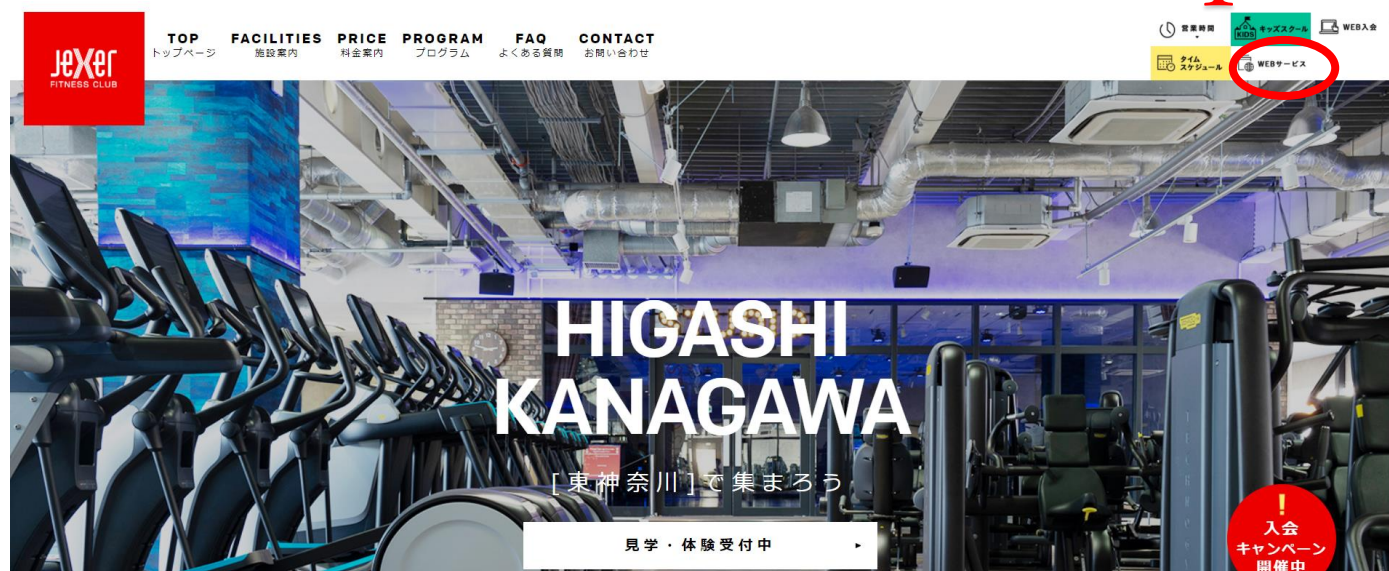 JEXER
FITNESS CLUB
TOP
トップページ
FACILITIES
施設案内
PRICE
料金案内
PROGRAM
プログラム
FAQ
よくある質問
CONTACT
お問い合わせ
営業時間
KIDS
キッズスクール
WEB入会
タイム
スケジュール
WEBサービス
HIGASHI
KANAGAWA
[東神奈川]で集まろう
見学・体験受付中
!
入会
キャンペーン
開催中